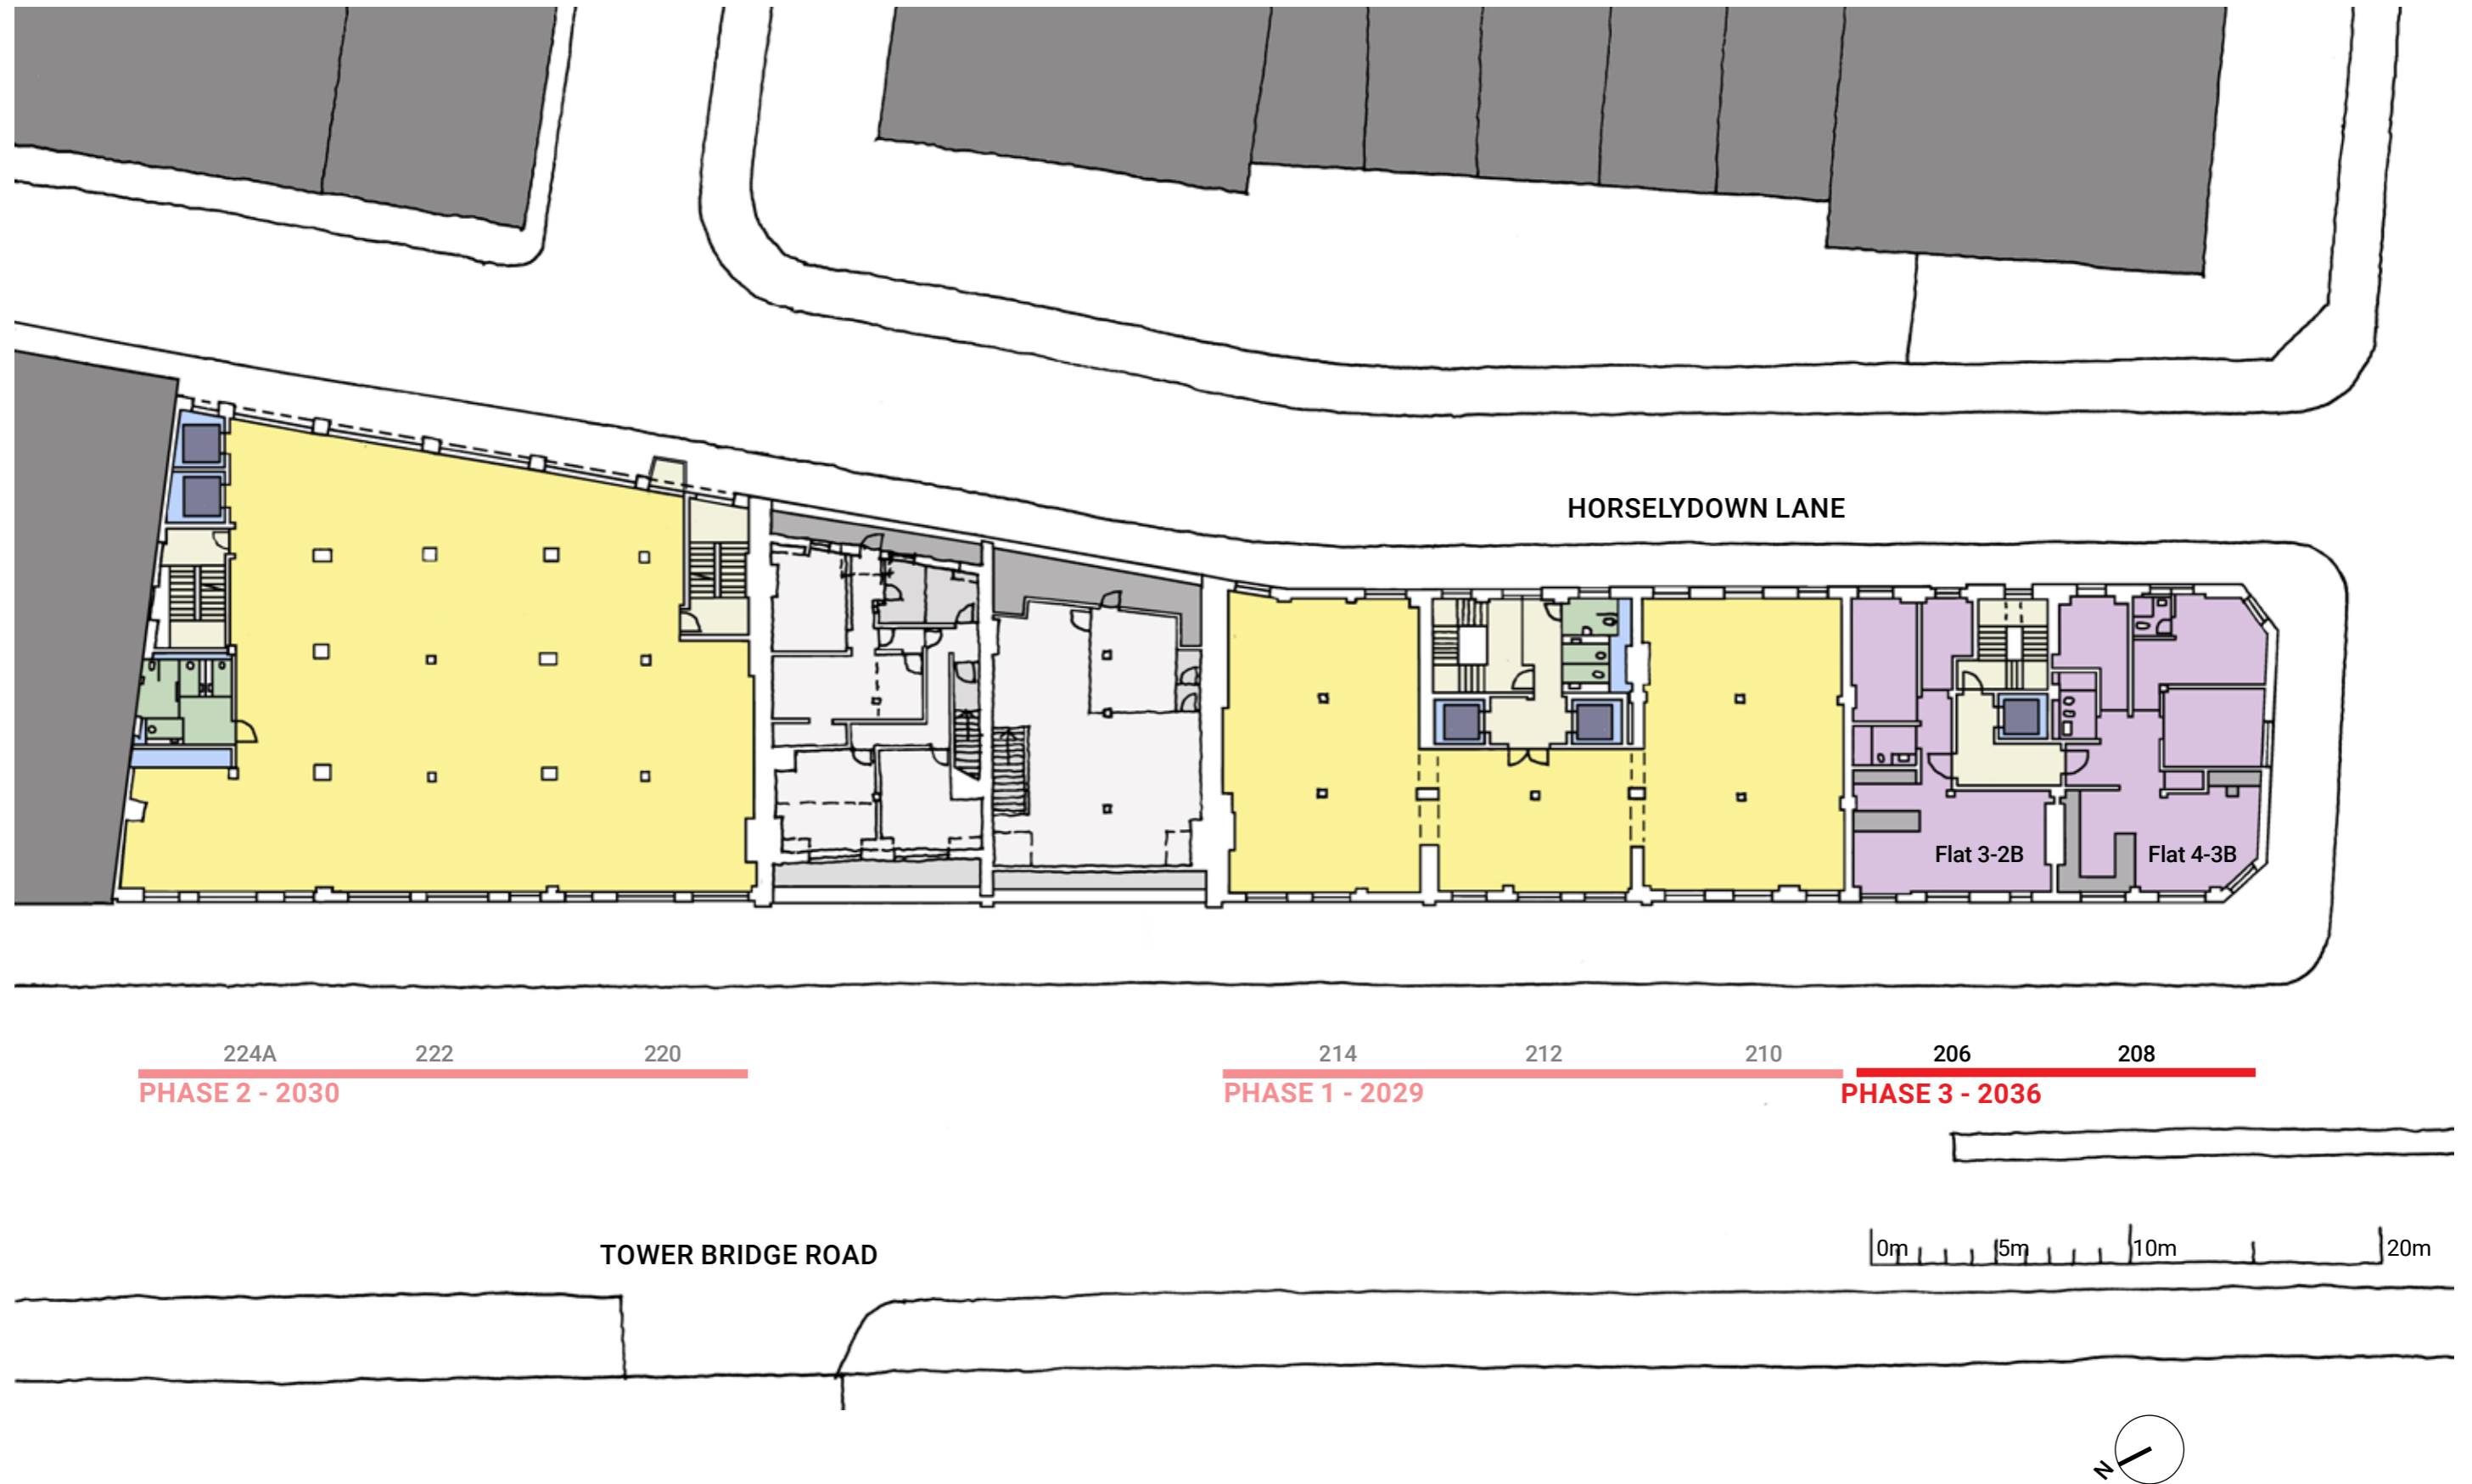 HORSELYDOWN LANE
Flat 3-2B
Flat 4-3B
224A 222 220 214 212 210 206 208
PHASE 2 - 2030 PHASE 1 - 2029 PHASE 3 - 2036
TOWER BRIDGE ROAD
0m 5m 10m 20m
N